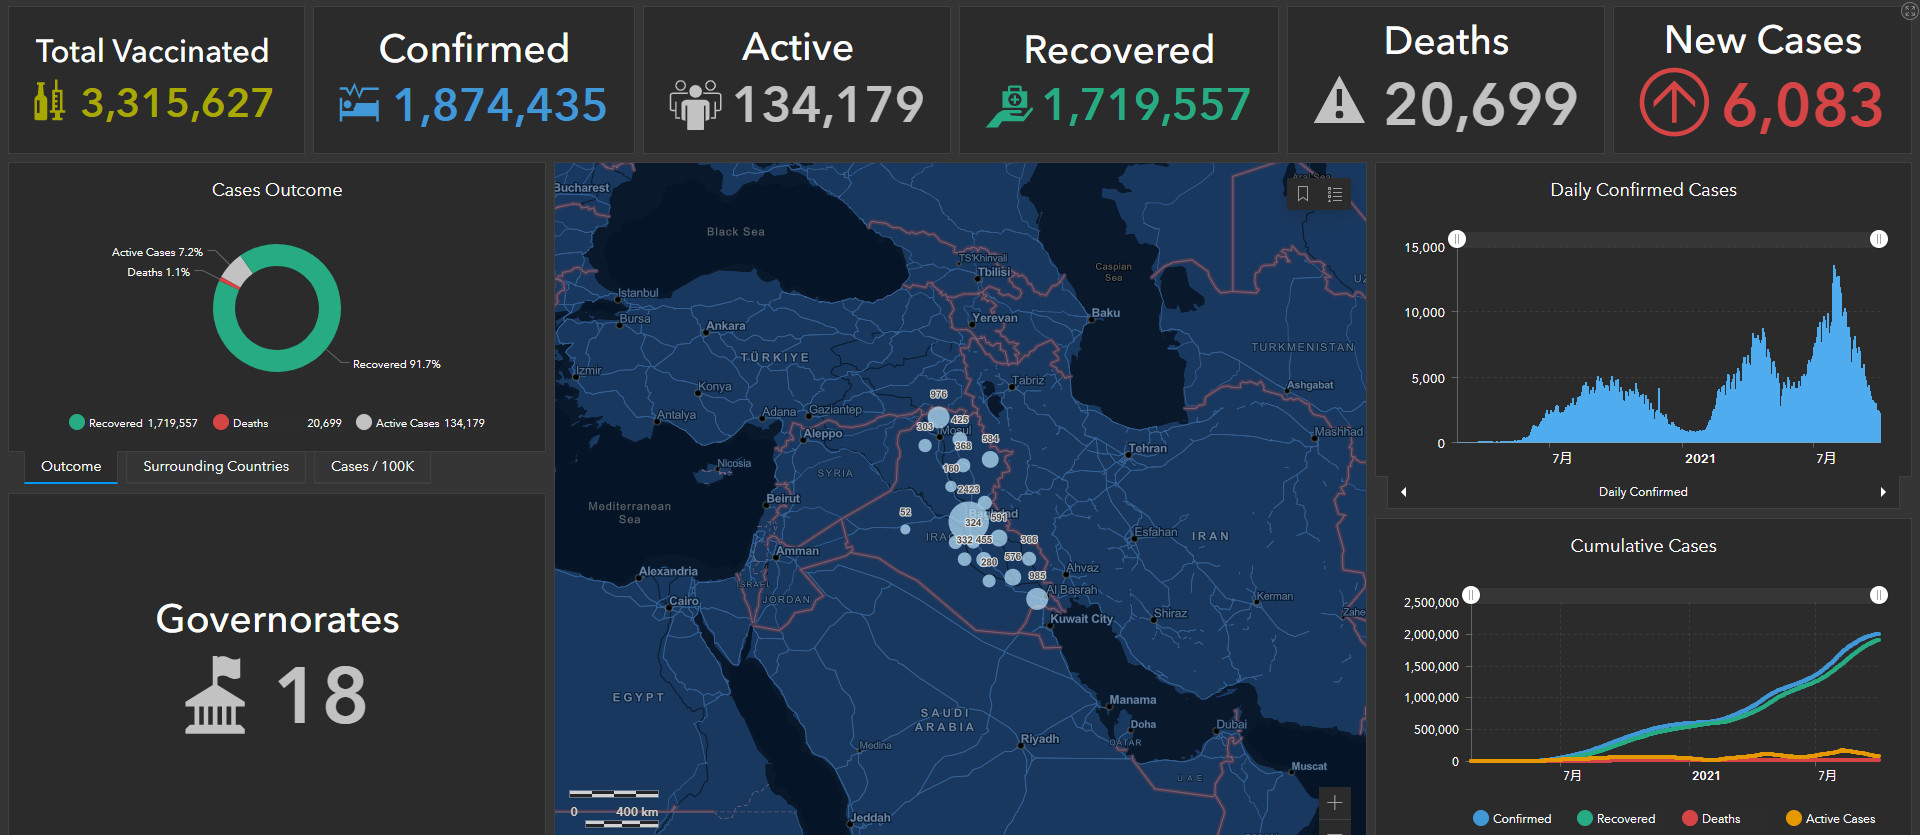 Total Vaccinated
3,315,627
Confirmed
1,874,435
Active
134,179
Recovered
1,719,557
Deaths
20,699
New Cases
6,083
Cases Outcome
Active Cases 7.2%
Deaths 1.1%
Recovered 91.7%
Recovered 1,719,557
Deaths 20,699
Active Cases 134,179
Outcome
Surrounding Countries
Cases / 100K
Governorates
18
Bucharest
Black Sea
Aral Sea
TS'Khinvali
Tbilisi
Caspian
Sea
Istanbul
Bursa
Ankara
Yerevan
Baku
TÜRKIYE
TURKMENISTAN
Izmir
Konya
Tabriz
Ashgabat
Antalya
Adana
Gaziantep
976
425
303
Mosul
584
Mashhad
Aleppo
368
Tehran
Nicosia
SYRIA
160
2423
Beirut
Mediterranean
Sea
52
Baghdad
591
324
IRAQ
332
455
366
Esfahan
IRAN
Amman
576
280
Alexandria
985
Ahvaz
ISRAEL
Al Basrah
JORDAN
Cairo
Kerman
Shiraz
Kuwait City
Zahe
EGYPT
Manama
SAUDI
ARABIA
Doha
Dubai
Riyadh
QATAR
Medina
Muscat
U.A.E
Jeddah
0
400 km
Daily Confirmed Cases
15,000
10,000
5,000
0
7月
2021
7月
Daily Confirmed
Cumulative Cases
2,500,000
2,000,000
1,500,000
1,000,000
500,000
0
7月
2021
7月
Confirmed
Recovered
Deaths
Active Cases